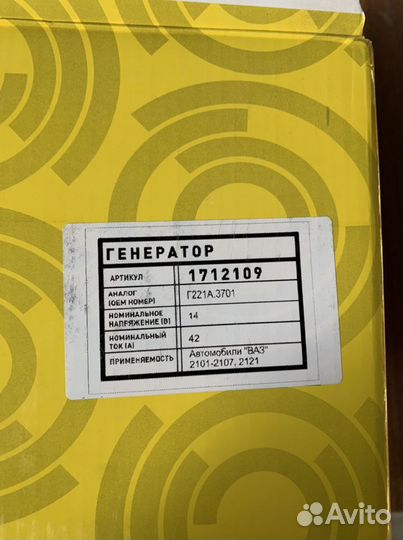 ГЕНЕРАТОР
АРТИКУЛ 1712109
АНАЛОГ Г221А.3701
(OEM НОМЕР)
НОМИНАЛЬНОЕ 14
НАПРЯЖЕНИЕ (В)
НОМИНАЛЬНЫЙ 42
ТОК (А)
ПРИМЕНЯЕМОСТЬ Автомобили "ВАЗ"
2101-2107, 2121
Avito